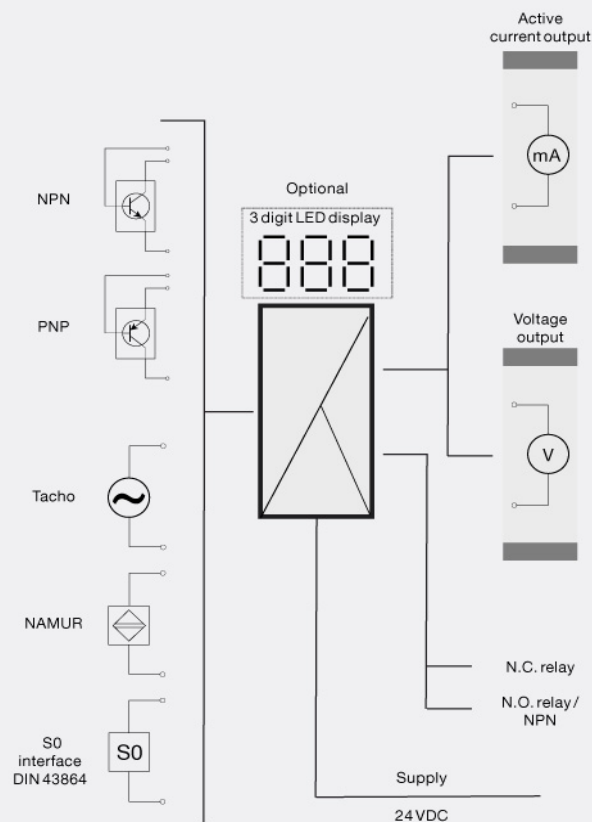 Active
current output
mA
NPN
Optional
3 digit LED display
888
PNP
Voltage
output
V
Tacho
NAMUR
N.C. relay
N.O. relay /
NPN
S0
interface
DIN 43864
S0
Supply
24 VDC